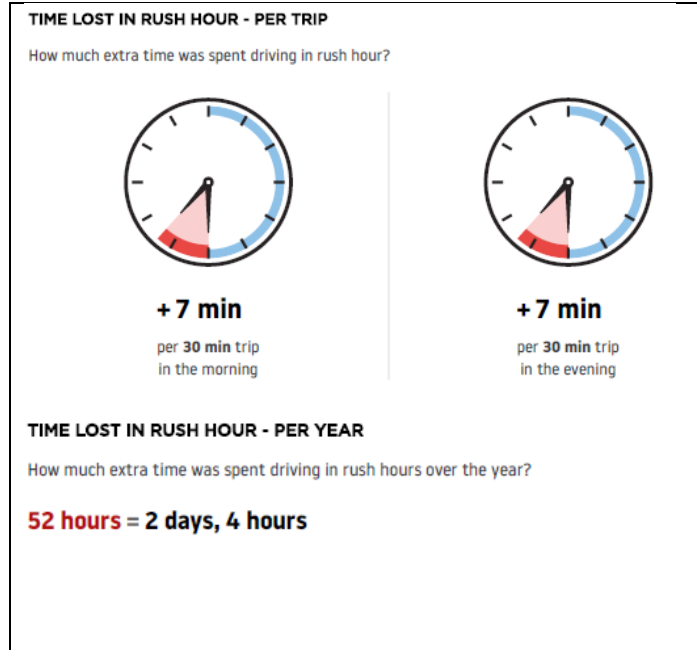 TIME LOST IN RUSH HOUR - PER TRIP
How much extra time was spent driving in rush hour?
+ 7 min
per 30 min trip
in the morning
+ 7 min
per 30 min trip
in the evening
TIME LOST IN RUSH HOUR - PER YEAR
How much extra time was spent driving in rush hours over the year?
52 hours = 2 days, 4 hours